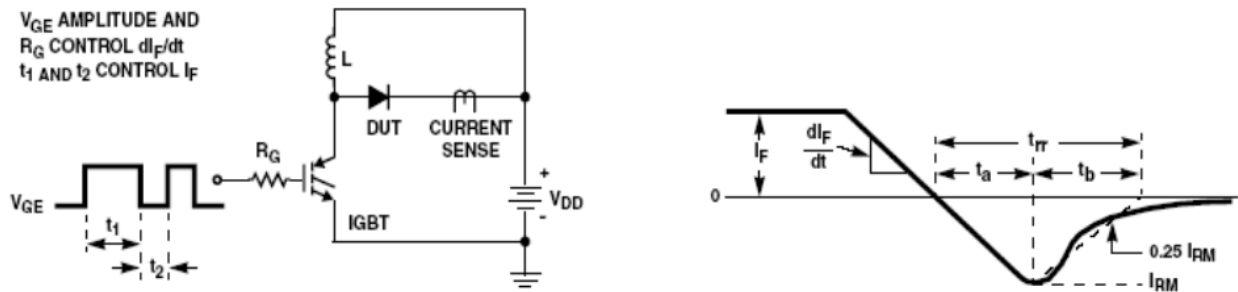 VGE AMPLITUDE AND
RG CONTROL dIF/dt
t1 AND t2 CONTROL IF
L
DUT
CURRENT
SENSE
RG
VGE
t1
t2
IGBT
+
VDD
-
IF
dIF
dt
trr
ta
tb
0
0.25 IRM
IRM